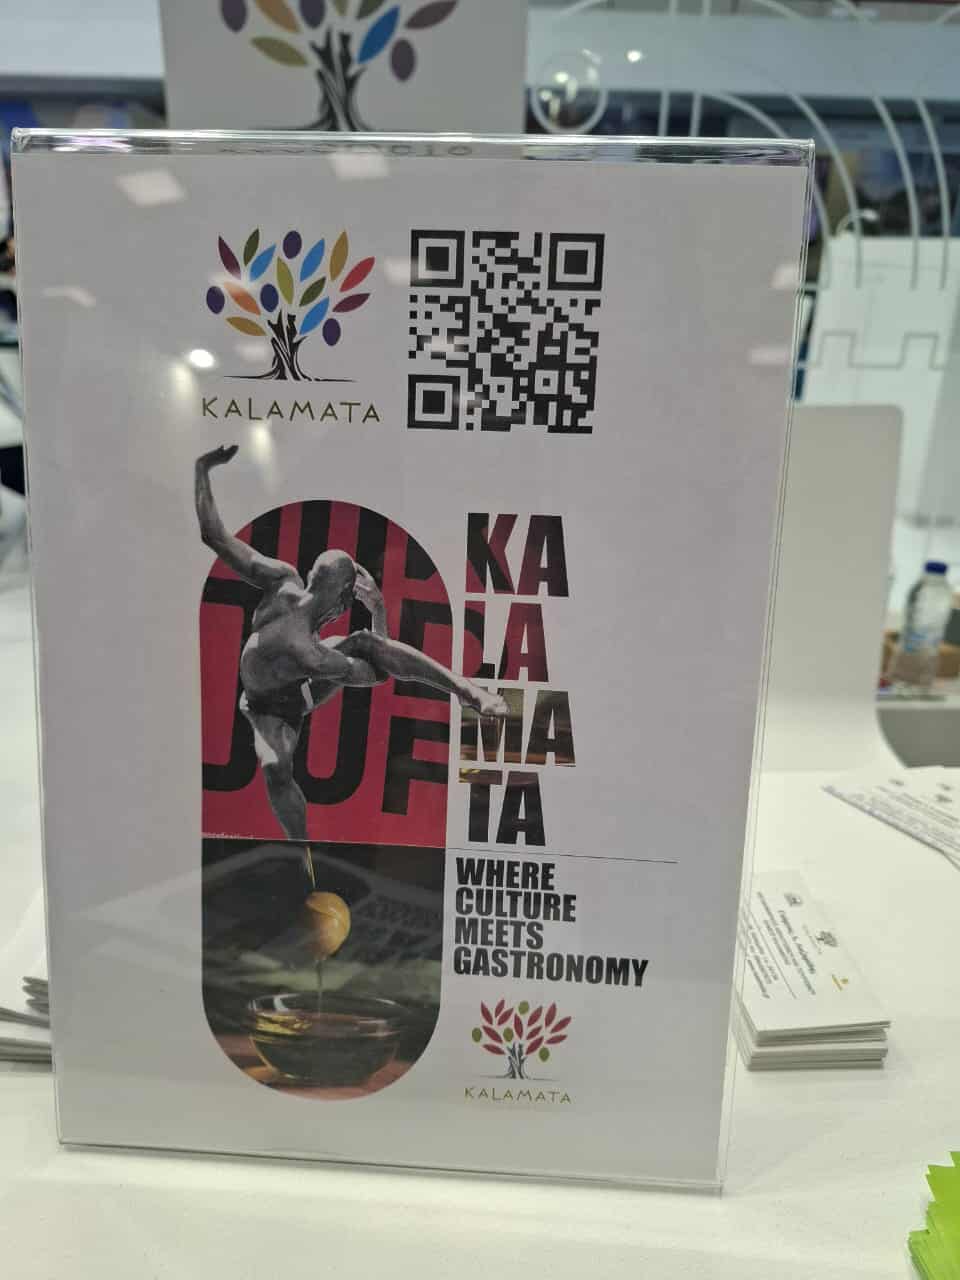 KALAMATA
KA
LA
MA
TA
WHERE
CULTURE
MEETS
GASTRONOMY
KALAMATA